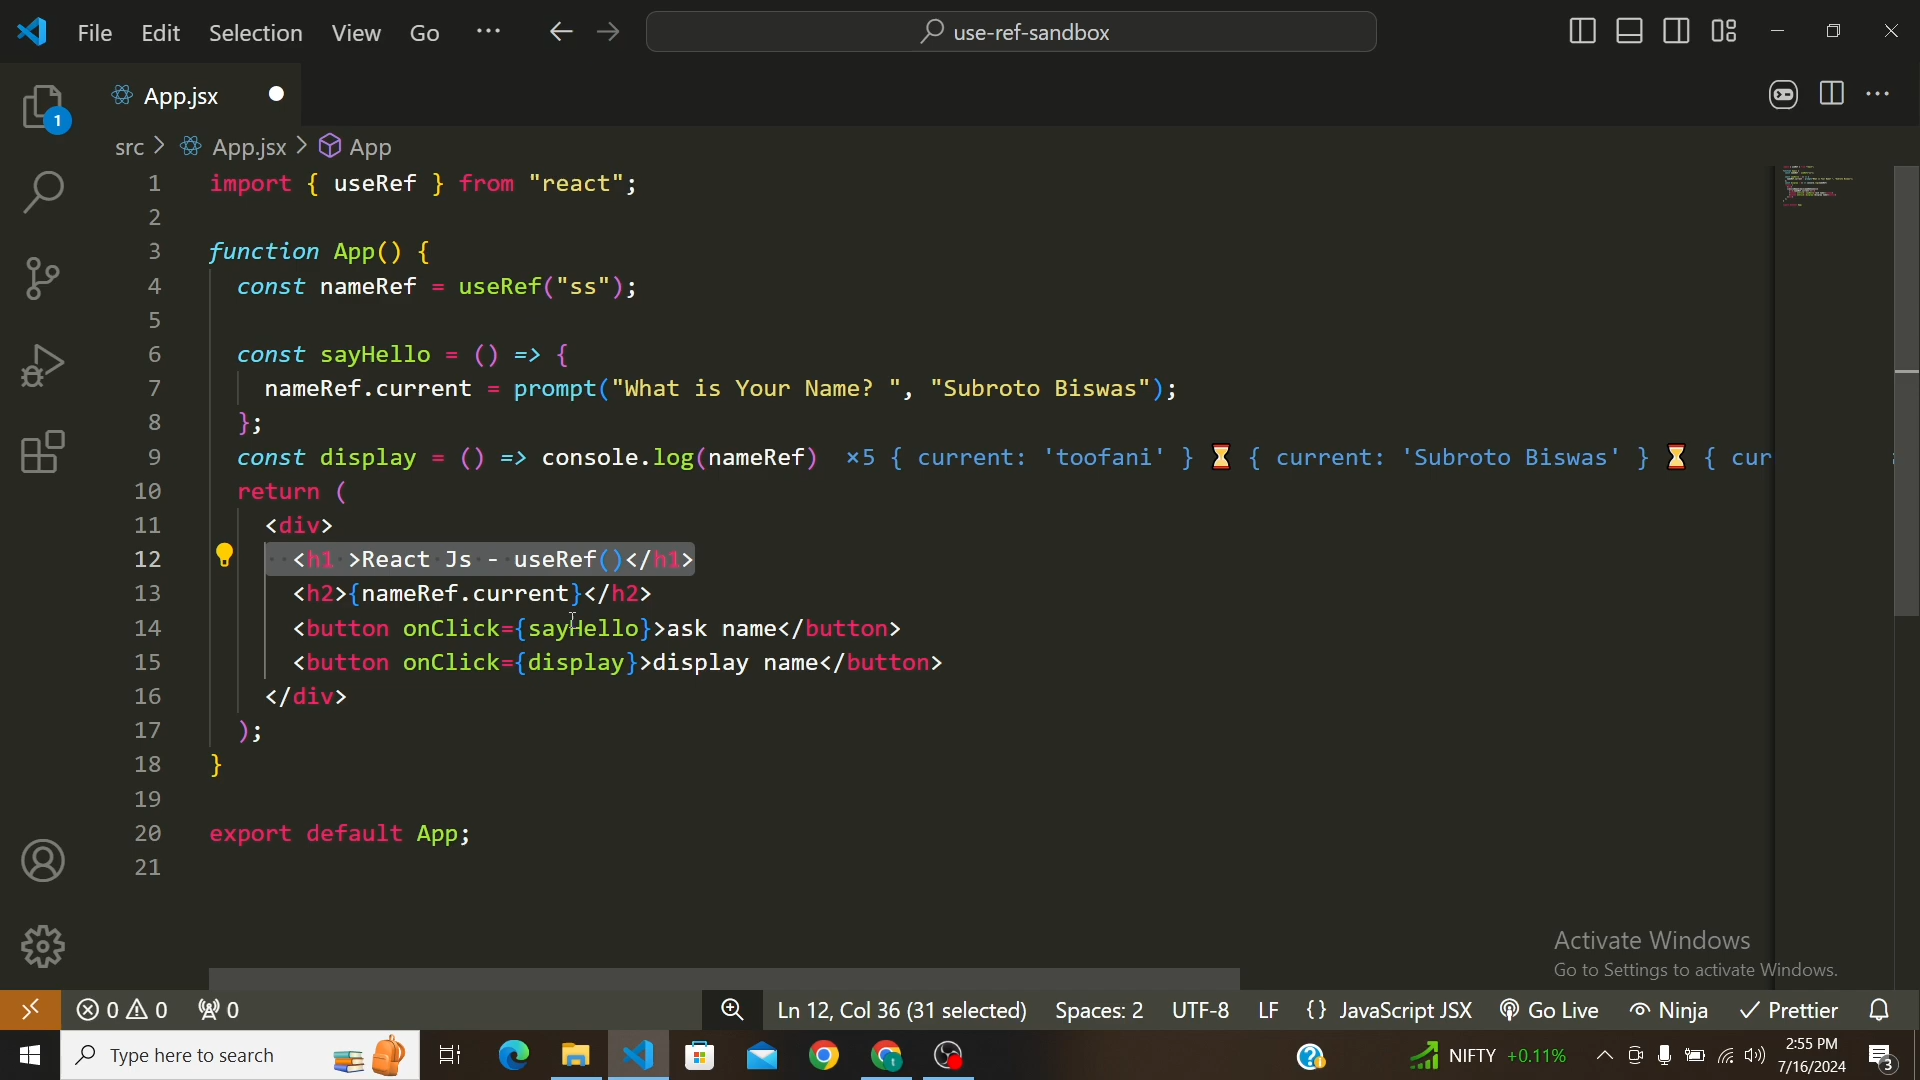 File Edit Selection View Go ··· use-ref-sandbox
App.jsx
1
src > App.jsx > App
1 import { useRef } from "react";
2
3 function App() {
4 const nameRef = useRef("ss");
5
6 const sayHello = () => {
7 nameRef.current = prompt("What is Your Name? ", "Subroto Biswas");
8 };
9 const display = () => console.log(nameRef) ×5 { current: 'toofani' } ⌛ { current: 'Subroto Biswas' } ⌛ { cur
10 return (
11 <div>
12 <h1 >React Js - useRef()</h1>
13 <h2>{nameRef.current}</h2>
14 <button onClick={sayHello}>ask name</button>
15 <button onClick={display}>display name</button>
16 </div>
17 );
18 }
19
20 export default App;
21
Activate Windows
Go to Settings to activate Windows.
0 0 0 Ln 12, Col 36 (31 selected) Spaces: 2 UTF-8 LF {} JavaScript JSX Go Live Ninja Prettier
Type here to search NIFTY +0.11% 2:55 PM
7/16/2024 3